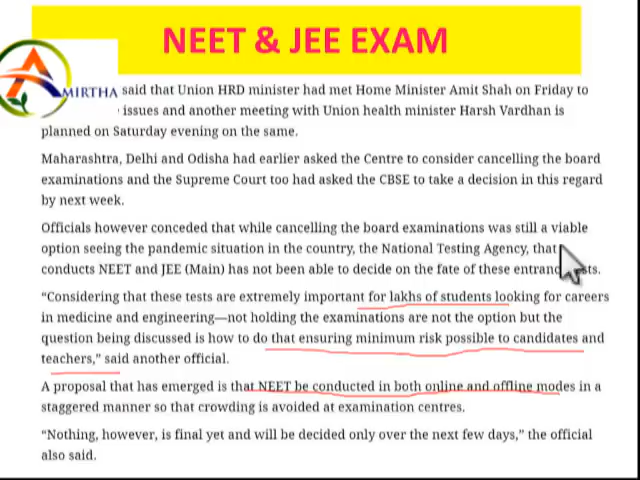 NEET & JEE EXAM
AMIRTHA
said that Union HRD minister had met Home Minister Amit Shah on Friday to
issues and another meeting with Union health minister Harsh Vardhan is
planned on Saturday evening on the same.
Maharashtra, Delhi and Odisha had earlier asked the Centre to consider cancelling the board
examinations and the Supreme Court too had asked the CBSE to take a decision in this regard
by next week.
Officials however conceded that while cancelling the board examinations was still a viable
option seeing the pandemic situation in the country, the National Testing Agency, that
conducts NEET and JEE (Main) has not been able to decide on the fate of these
“Considering that these tests are extremely important for lakhs of students looking for careers
in medicine and engineering—not holding the examinations are not the option but the
question being discussed is how to do that ensuring minimum risk possible to candidates and
teachers,” said another official.
A proposal that has emerged is that NEET be conducted in both online and offline modes in a
staggered manner so that crowding is avoided at examination centres.
“Nothing, however, is final yet and will be decided only over the next few days,” the official
also said.